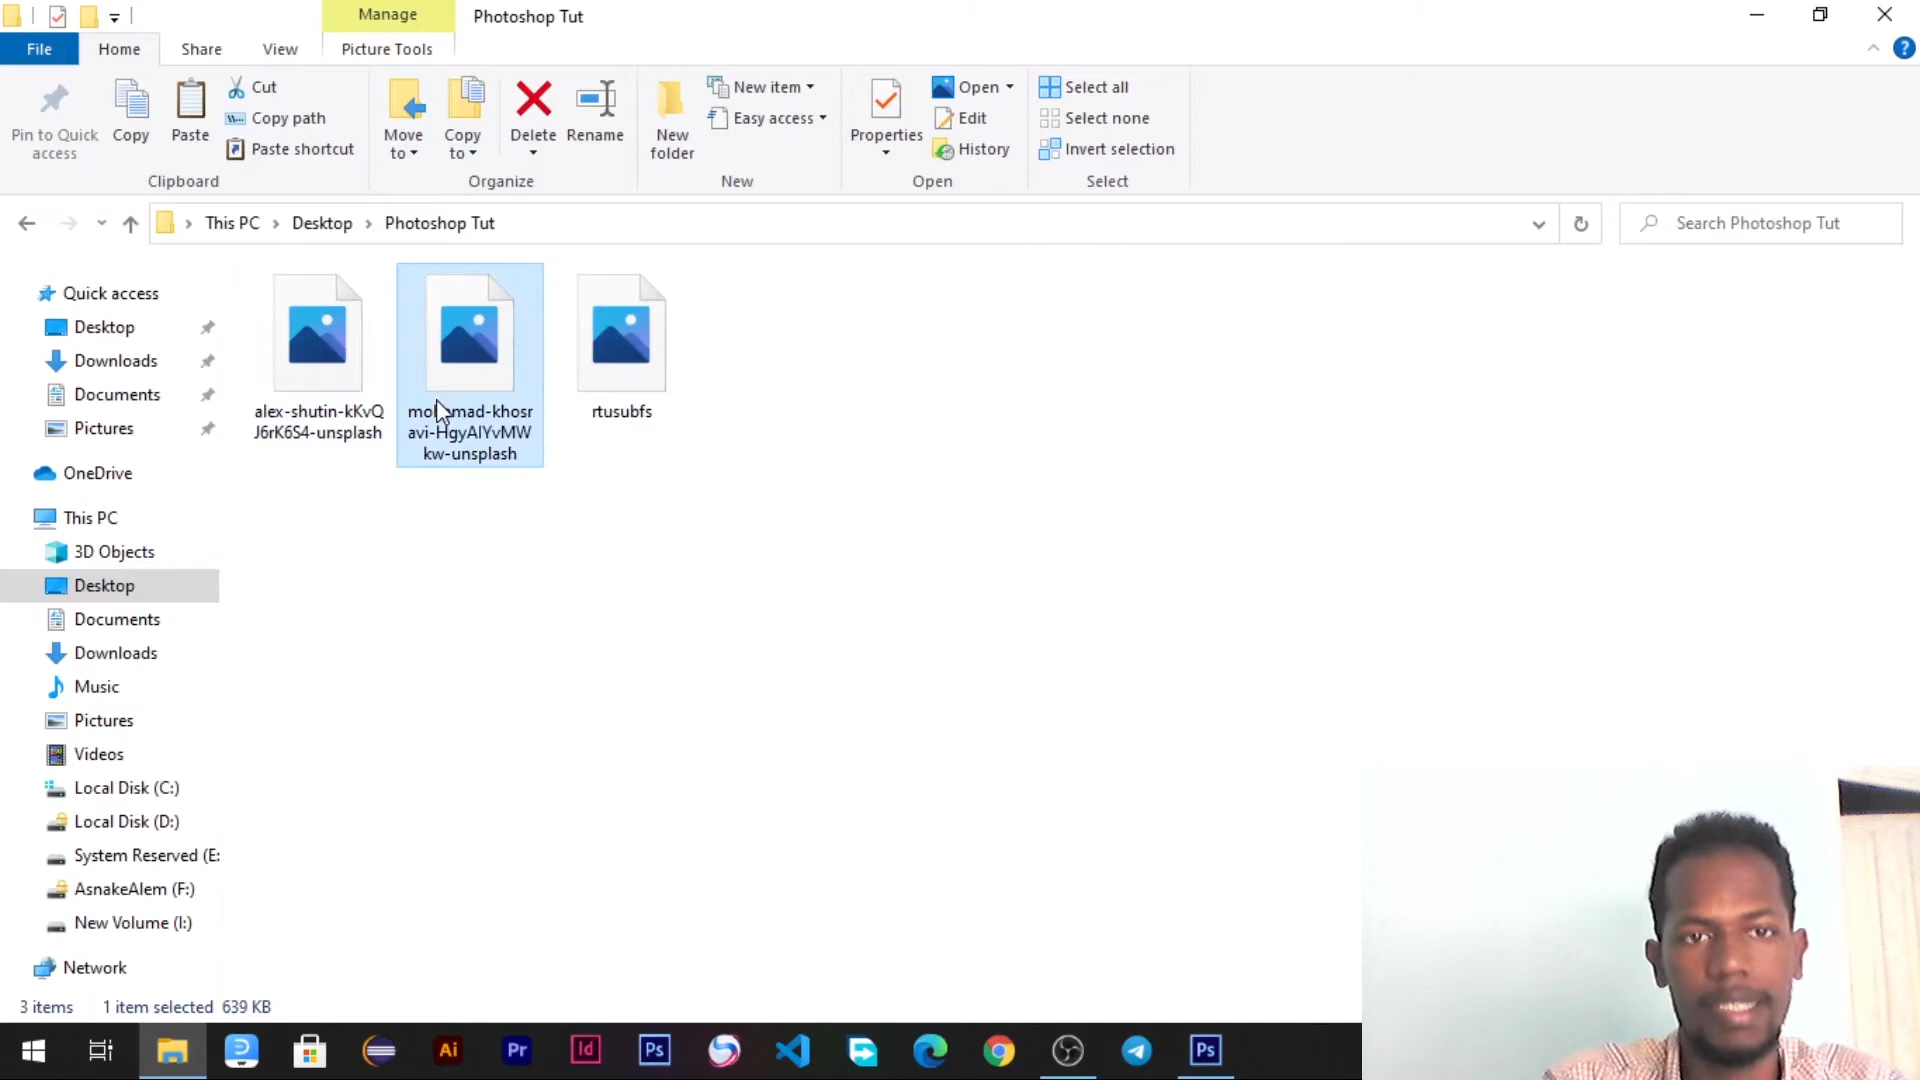 Manage
Photoshop Tut
File
Home
Share
View
Picture Tools
Pin to Quick
access
Copy
Paste
Cut
Copy path
Paste shortcut
Clipboard
Move
to
Copy
to
Delete
Rename
Organize
New
folder
New item
Easy access
New
Properties
Open
Edit
History
Open
Select all
Select none
Invert selection
Select
This PC
Desktop
Photoshop Tut
Search Photoshop Tut
Quick access
Desktop
Downloads
Documents
Pictures
OneDrive
This PC
3D Objects
Desktop
Documents
Downloads
Music
Pictures
Videos
Local Disk (C:)
Local Disk (D:)
System Reserved (E:
AsnakeAlem (F:)
New Volume (I:)
Network
alex-shutin-kKvQ
J6rK6S4-unsplash
avi-HgyAIYvMW
kw-unsplash
rtusubfs
3 items
1 item selected 639 KB
Ai
Pr
Id
Ps
Ps